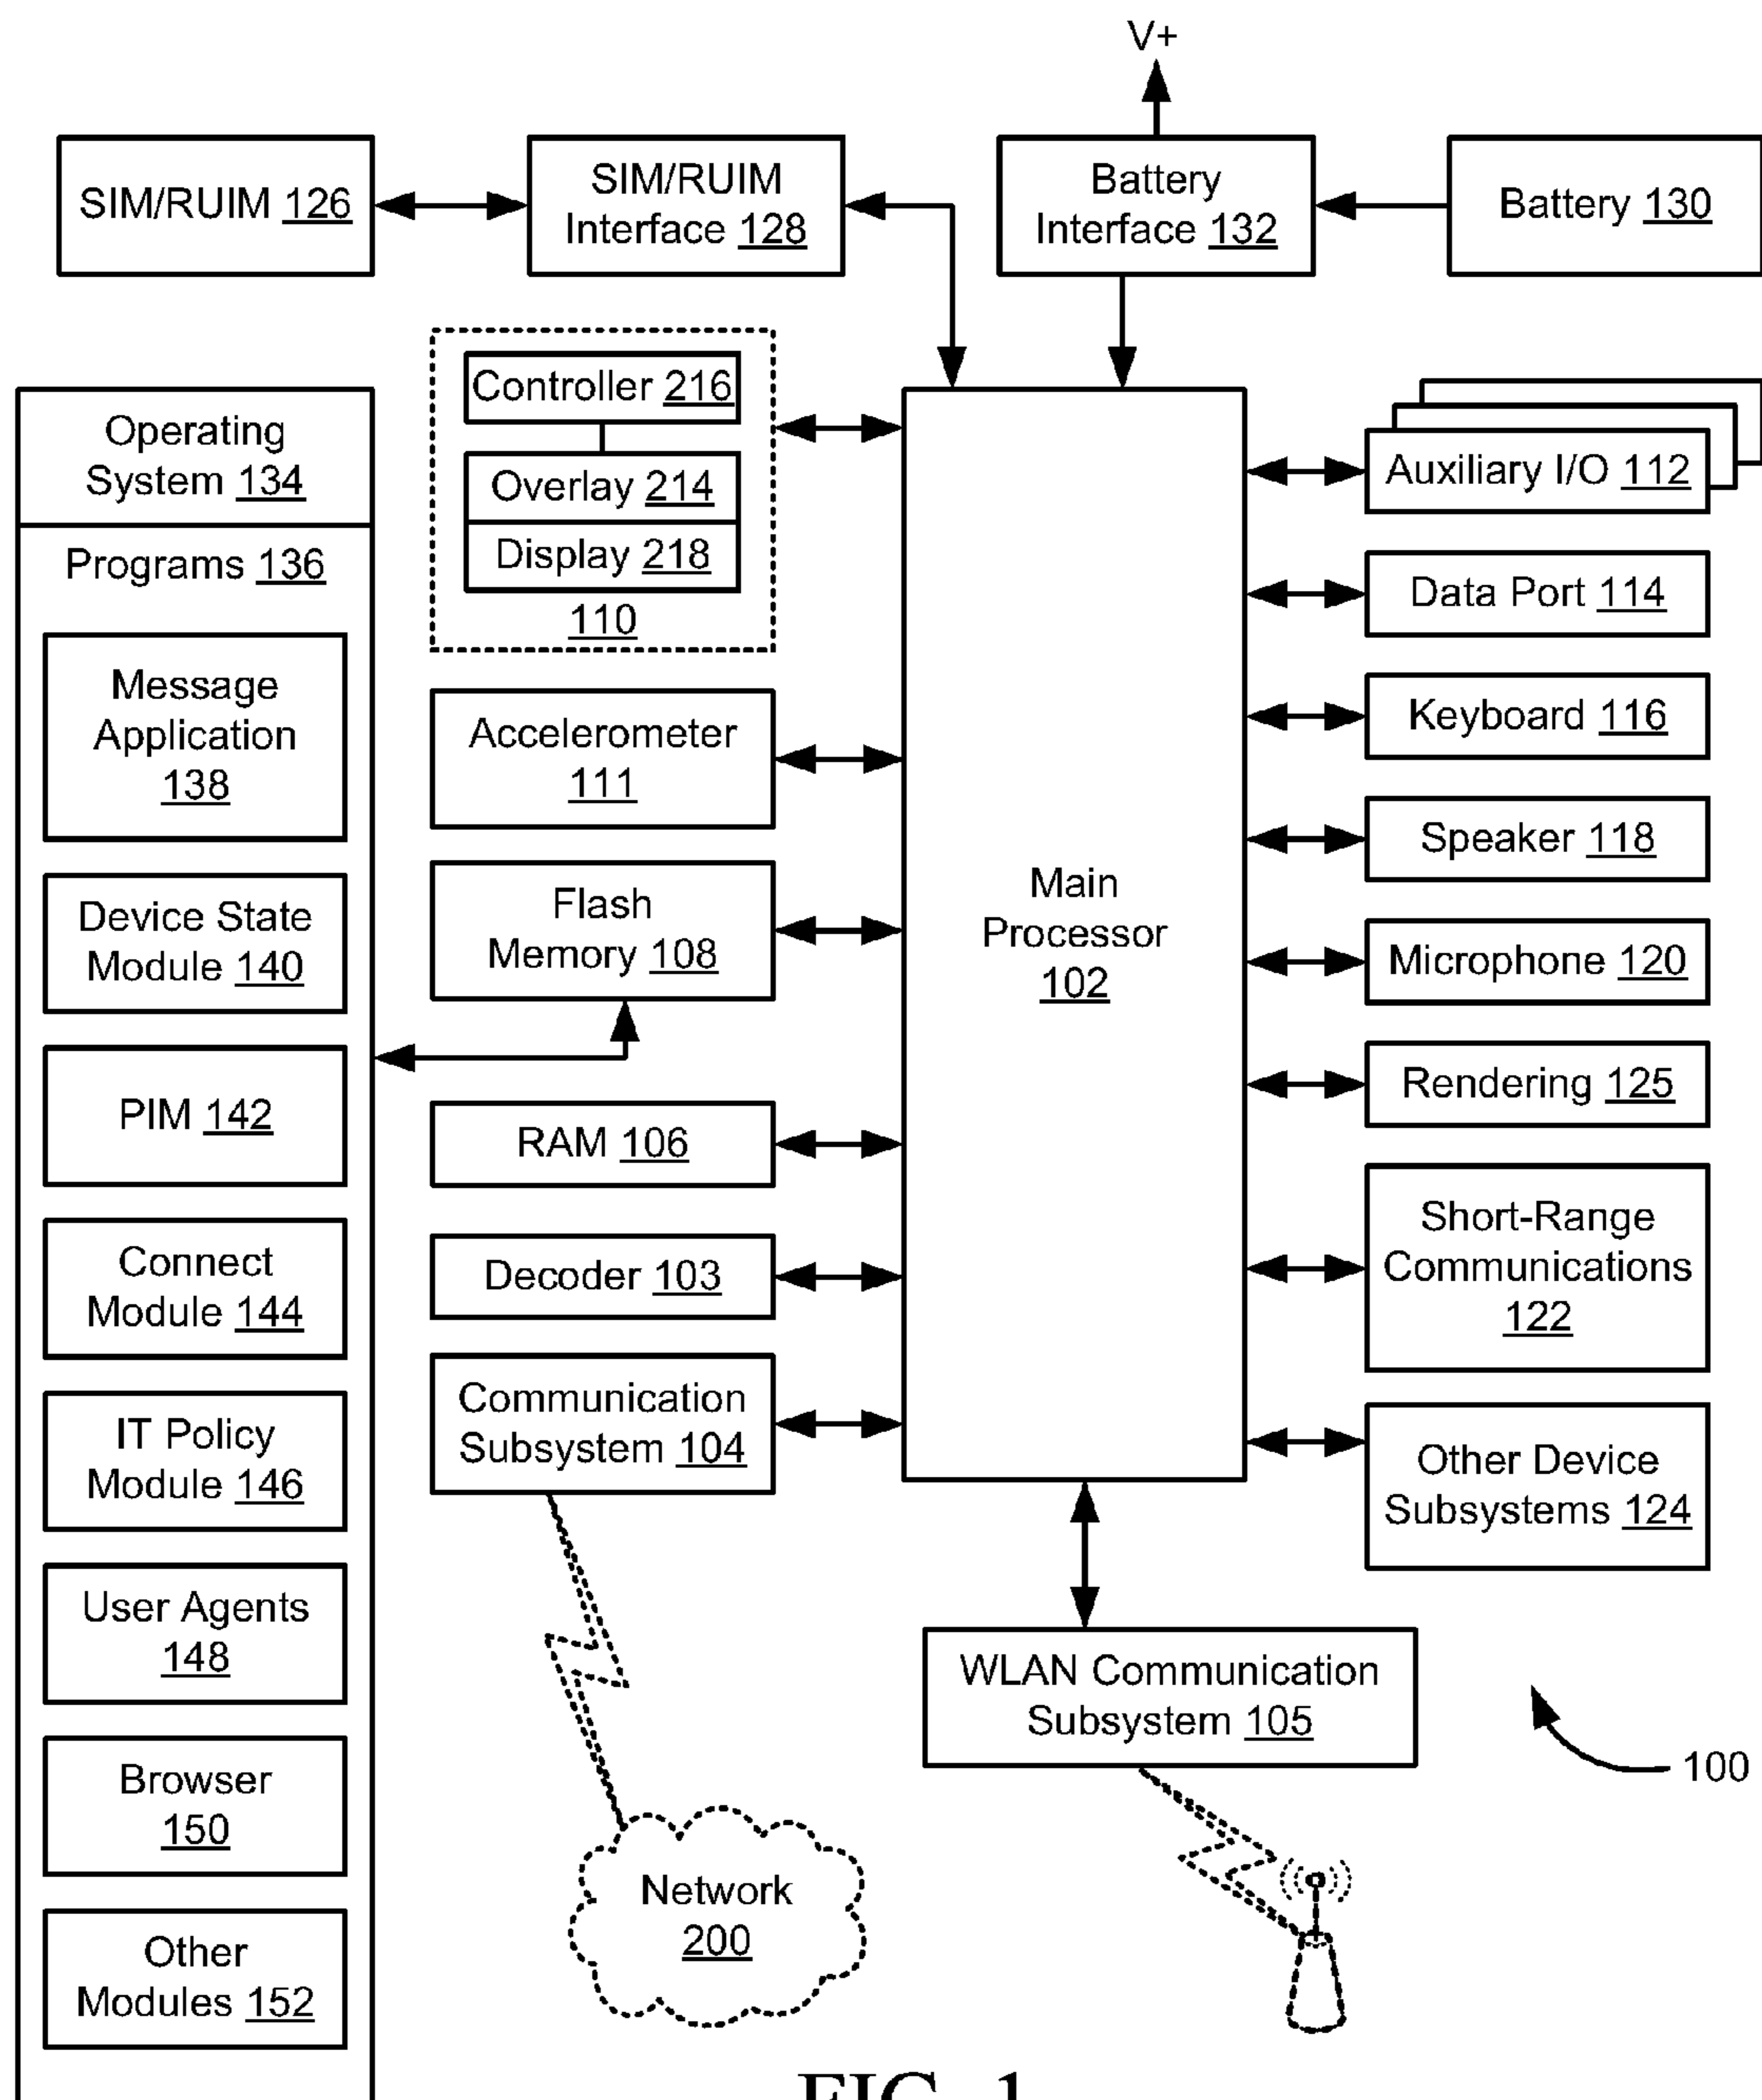 V+
SIM/RUIM 126
SIM/RUIM
Interface 128
Battery
Interface 132
Battery 130
Operating
System 134
Programs 136
Message
Application
138
Device State
Module 140
PIM 142
Connect
Module 144
IT Policy
Module 146
User Agents
148
Browser
150
Other
Modules 152
Controller 216
Overlay 214
Display 218
110
Accelerometer
111
Flash
Memory 108
RAM 106
Decoder 103
Communication
Subsystem 104
Network
200
Main
Processor
102
Auxiliary I/O 112
Data Port 114
Keyboard 116
Speaker 118
Microphone 120
Rendering 125
Short-Range
Communications
122
Other Device
Subsystems 124
WLAN Communication
Subsystem 105
100
FIG. 1